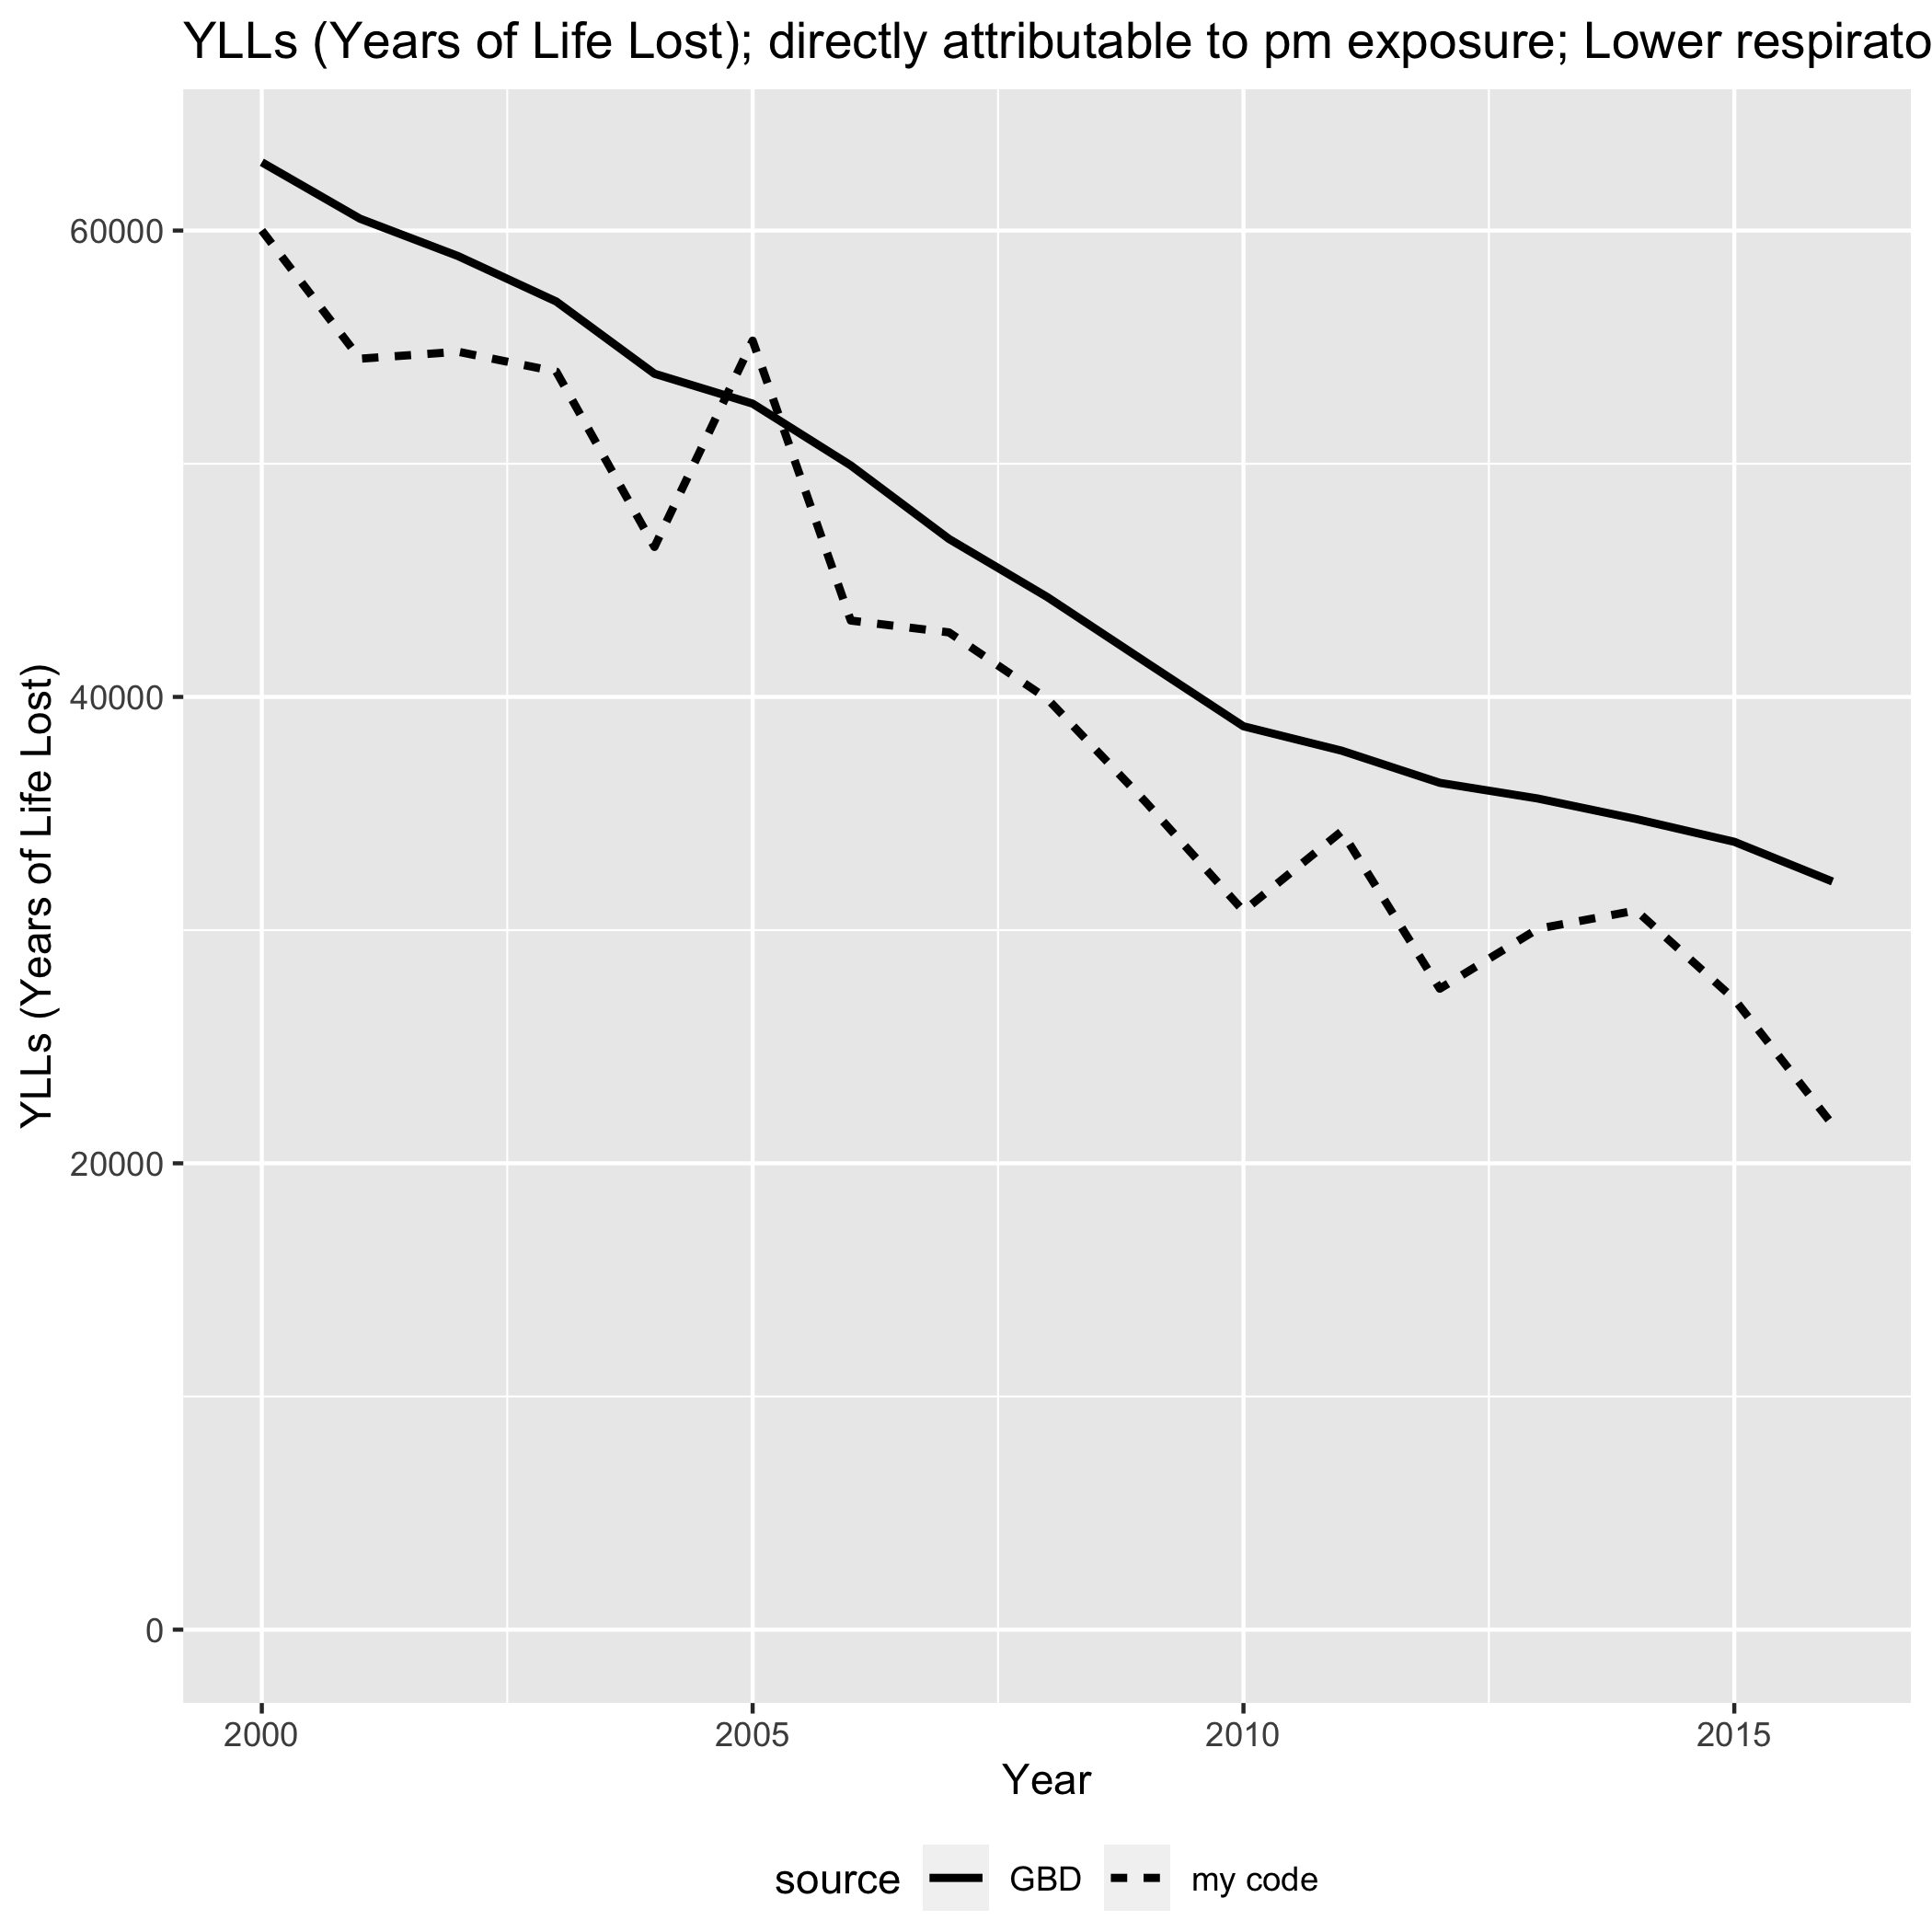 YLLs (Years of Life Lost); directly attributable to pm exposure; Lower respirato
YLLs (Years of Life Lost)
60000
40000
20000
0
2000 2005 2010 2015
Year
source GBD my code